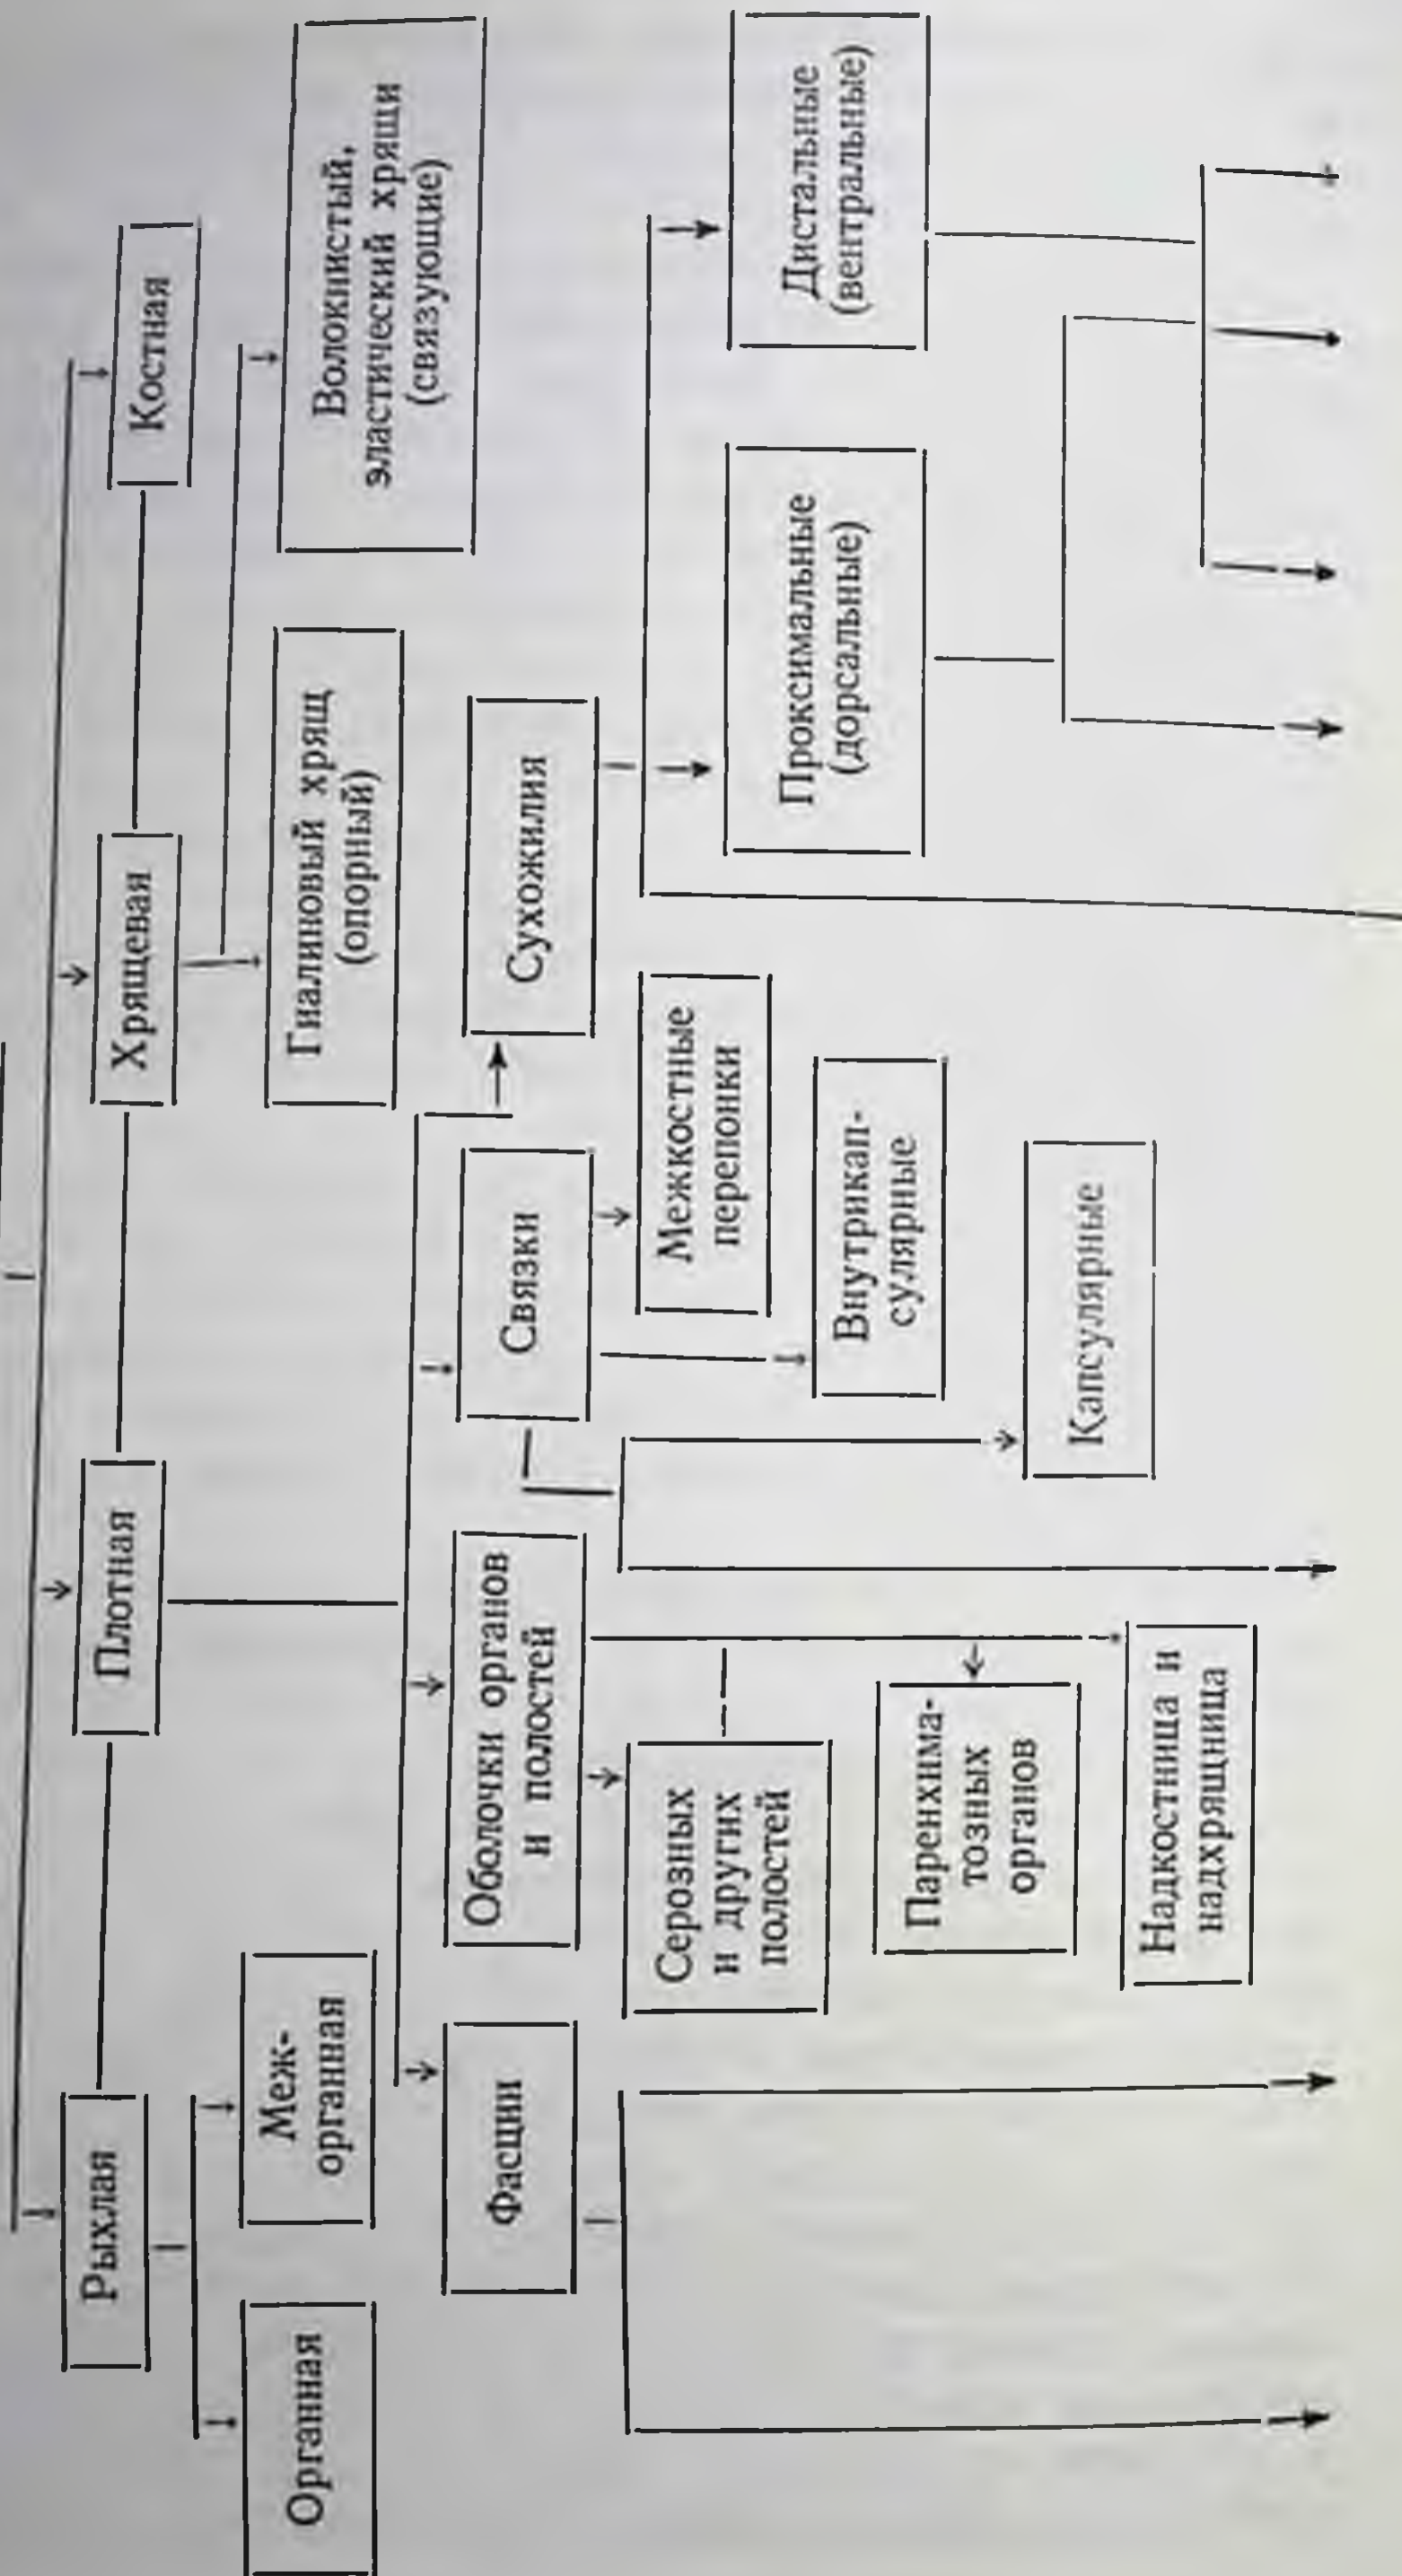 Рыхлая
Плотная
Хрящевая
Костная
Органная
Меж-
органная
Гиалиновый хрящ
(опорный)
Волокнистый,
эластический хрящи
(связующие)
Фасции
Оболочки органов
и полостей
Связки
Сухожилия
Серозных
и других
полостей
Межкостные
перепонки
Проксимальные
(дорсальные)
Дистальные
(вентральные)
Паренхима-
тозных
органов
Внутрикап-
сулярные
Надкостница и
надхрящница
Капсулярные